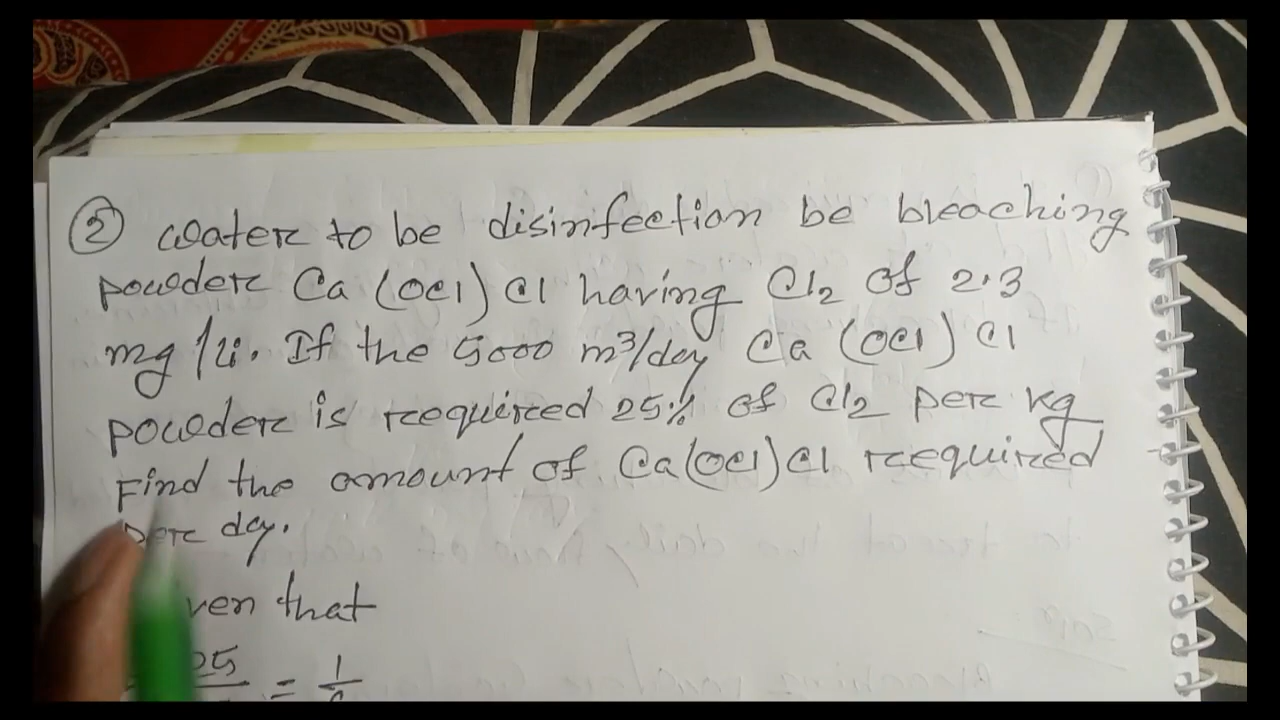 ② water to be disinfection be bleaching
powder Ca (OCl) Cl having Cl2 of 2.3
mg/li. If the 5000 m³/day Ca (OCl) Cl
powder is required 25% of Cl2 per kg
Find the amount of Ca(OCl) Cl required
per day.
ven that
25
= 1